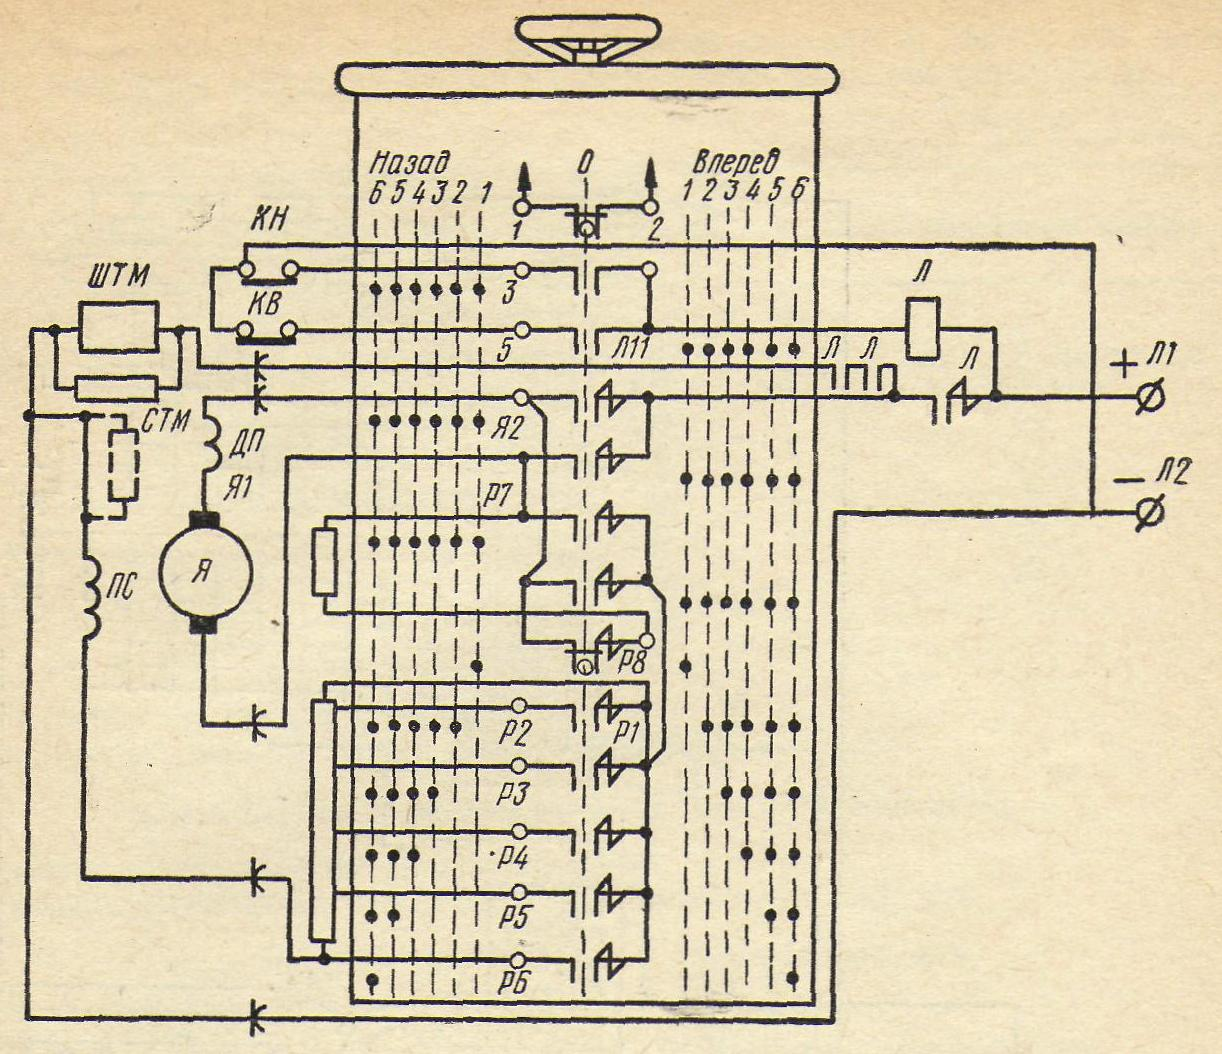 Назад 0 Вперед
6 5 4 3 2 1 1 2 3 4 5 6
1 2
КН
3
Л
ШТМ
КВ
5 Л11 Л Л Л
+ Л1
СТМ
ДП
Я2
Я1
Р7
— Л2
ПС
Я
Р8
Р2 Р1
Р3
Р4
Р5
Р6